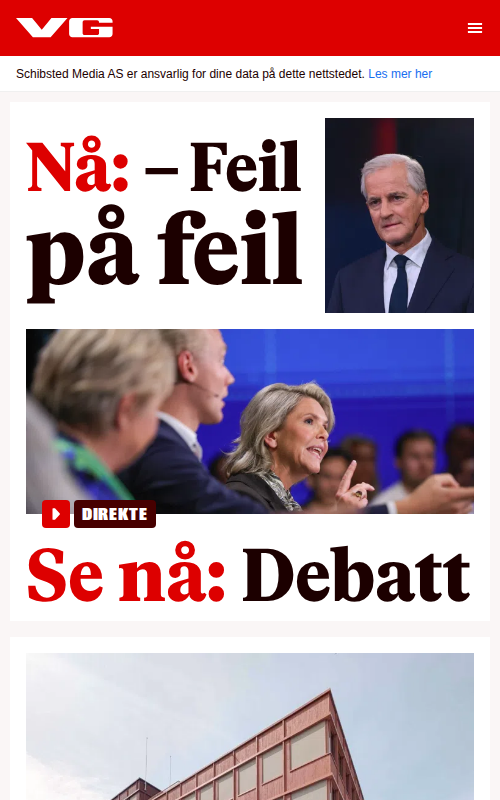 VG
Schibsted Media AS er ansvarlig for dine data på dette nettstedet. Les mer her
Nå: – Feil
på feil
DIREKTE
Se nå: Debatt